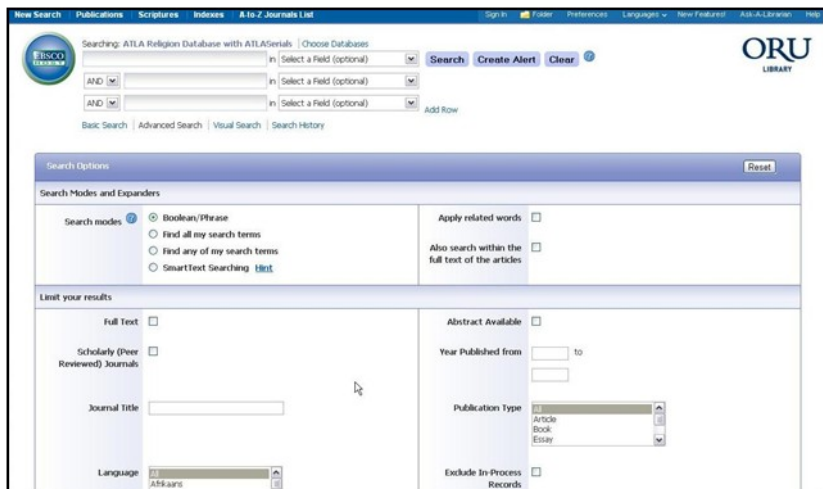 New Search Publications Scriptures Indexes A-to-Z Journals List Sign In Folder Preferences Languages New Features! Ask-A-Librarian Help
Searching: ATLA Religion Database with ATLASerials Choose Databases
in Select a Field (optional) Search Create Alert Clear
AND in Select a Field (optional)
AND in Select a Field (optional) Add Row
Basic Search Advanced Search Visual Search Search History
EBSCO
HOST
ORU
LIBRARY
Search Options Reset
Search Modes and Expanders
Search modes Boolean/Phrase
Find all my search terms
Find any of my search terms
SmartText Searching Hint
Apply related words
Also search within the
full text of the articles
Limit your results
Full Text Abstract Available
Scholarly (Peer
Reviewed) Journals
Year Published from to
Journal Title
Publication Type All
Article
Book
Essay
Language All
Afrikaans
Exclude In-Process
Records